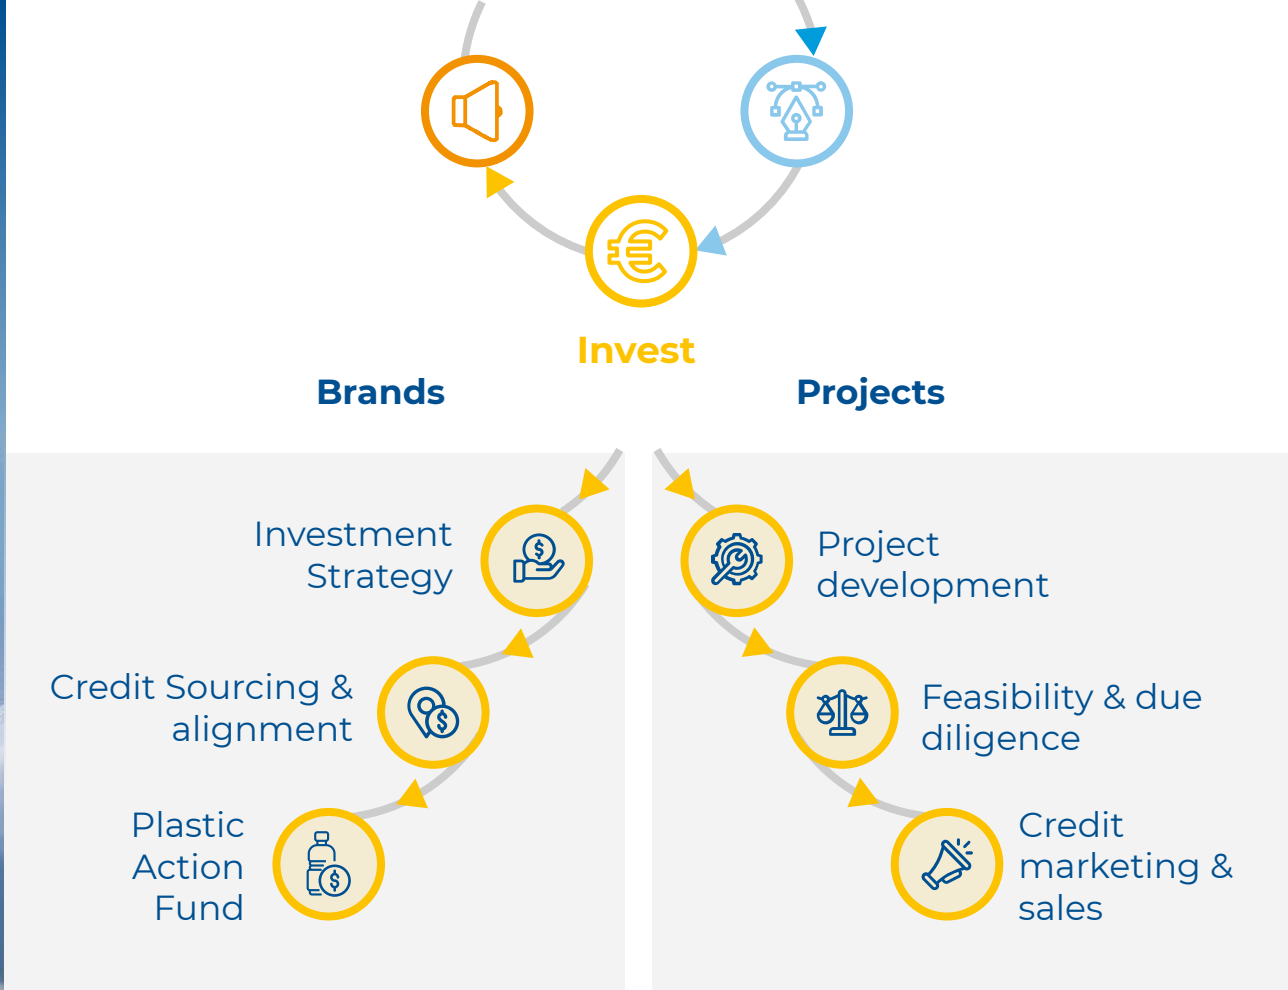 Invest
Brands
Projects
Investment
Strategy
Credit Sourcing &
alignment
Plastic
Action
Fund
Project
development
Feasibility & due
diligence
Credit
marketing &
sales